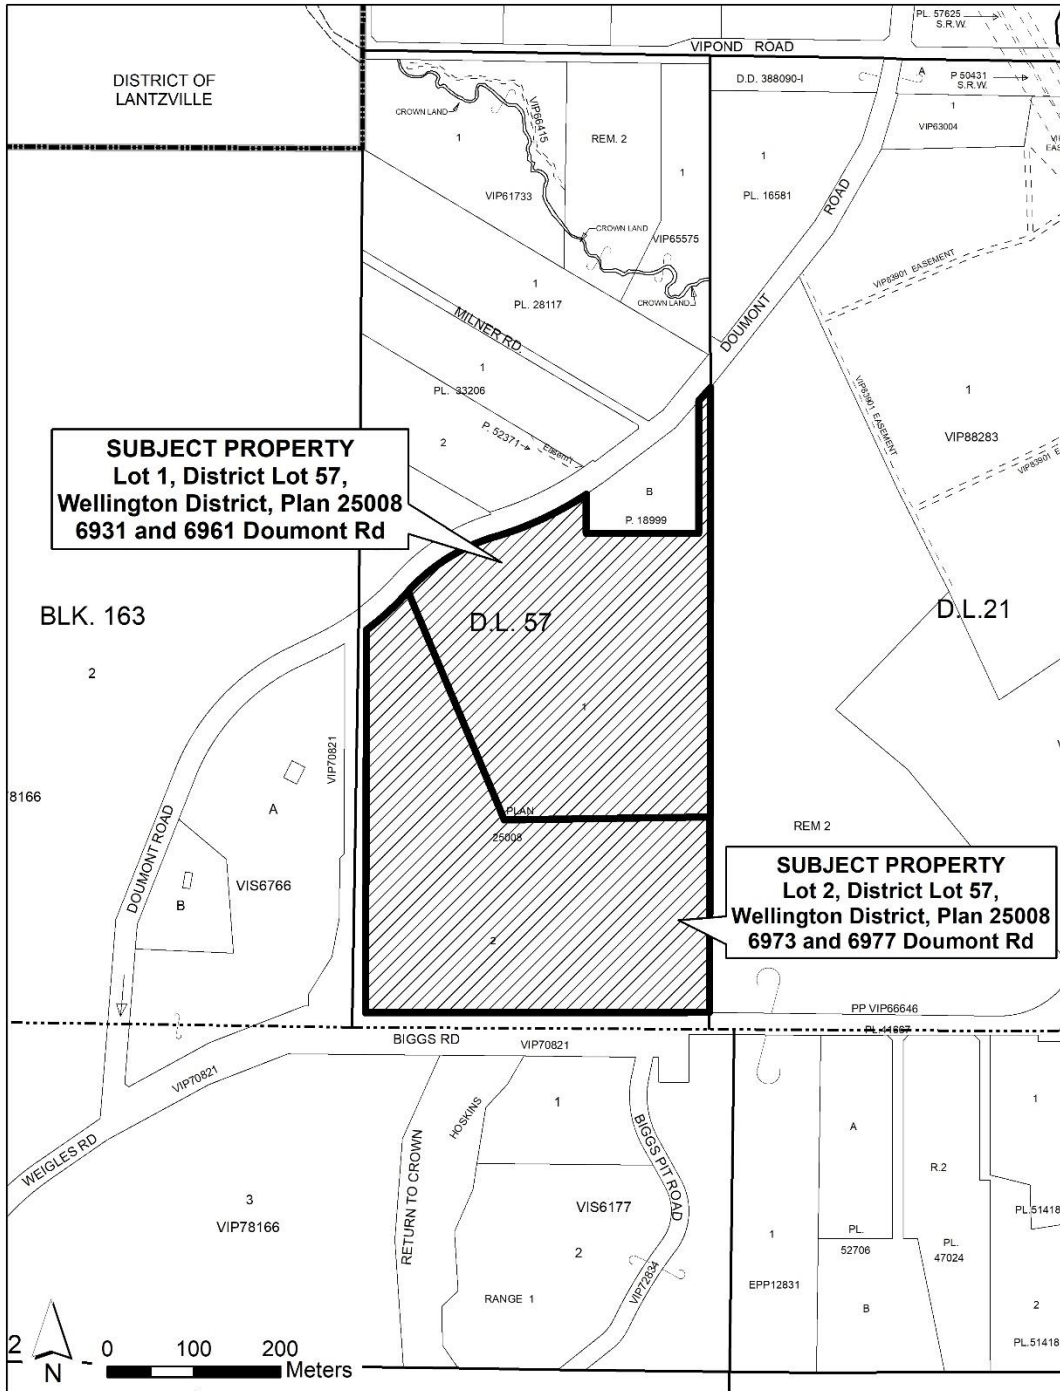 PL. 57625
S.R.W.
VIPOND ROAD
DISTRICT OF
LANTZVILLE
D.D. 388090-I
A
P 50431
S.R.W.
CROWN LAND
VIP66415
1
REM. 2
1
VIP63004
1
1
PL. 16581
VIP61733
ROAD
CROWN LAND
VIP65575
VIP83901 EASEMENT
1
PL. 28117
CROWN LAND
MILNER RD.
DOUMONT
1
PL. 33206
VIP83901 EASEMENT
1
VIP88283
2
P. 52371
Easem't
SUBJECT PROPERTY
Lot 1, District Lot 57,
Wellington District, Plan 25008
6931 and 6961 Doumont Rd
B
P. 18999
VIP83901 E
BLK. 163
D.L. 57
D.L.21
2
1
VIP70821
8166
A
PLAN
25008
REM 2
DOUMONT ROAD
VIS6766
B
SUBJECT PROPERTY
Lot 2, District Lot 57,
Wellington District, Plan 25008
6973 and 6977 Doumont Rd
2
PP VIP66646
PL.41667
BIGGS RD
VIP70821
VIP70821
WEIGLES RD
HOSKINS
1
BIGGS PIT ROAD
1
A
R.2
RETURN TO CROWN
3
VIP78166
VIS6177
2
PL.51418
1
PL.
52706
PL.
47024
VIP72834
EPP12831
RANGE 1
B
2
PL.51418
2
N
0 100 200
Meters